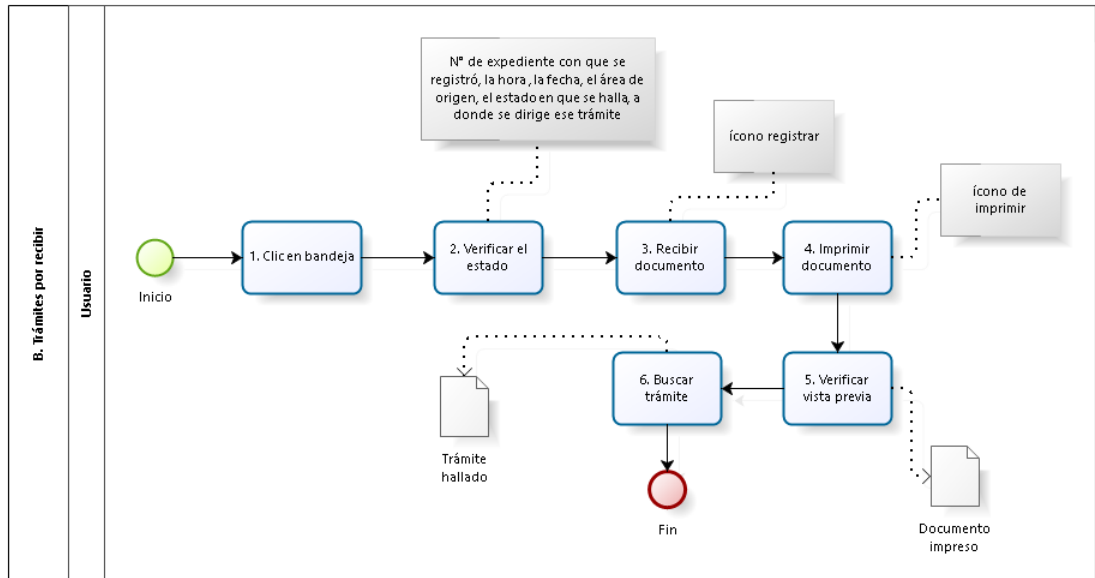 B. Trámites por recibir
Usuario
N° de expediente con que se
registró, la hora , la fecha, el área de
origen, el estado en que se halla, a
donde se dirige ese trámite
ícono registrar
ícono de
imprimir
Inicio
1. Clic en bandeja
2. Verificar el
estado
3. Recibir
documento
4. Imprimir
documento
5. Verificar
vista previa
6. Buscar
trámite
Trámite
hallado
Fin
Documento
impreso